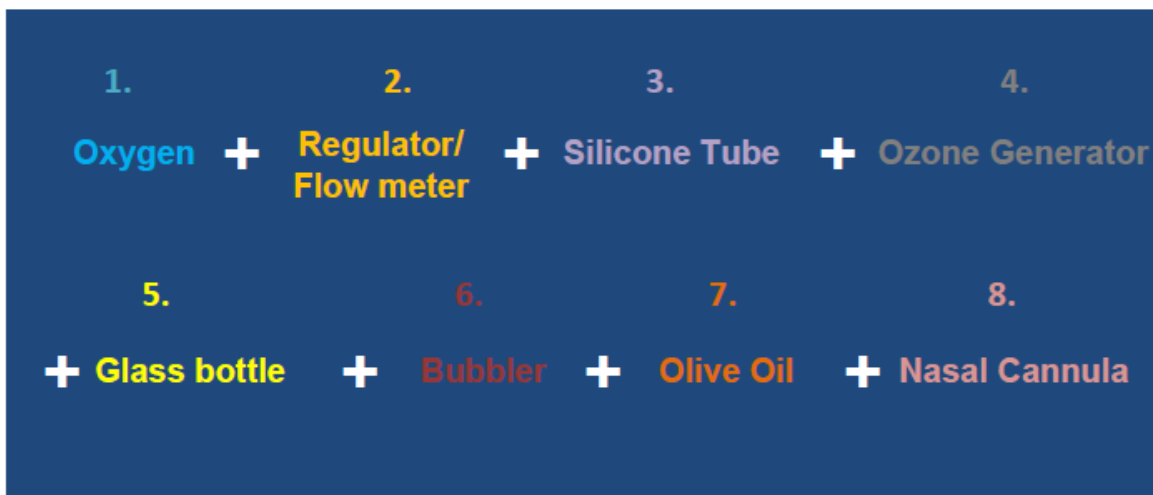 1. 2. 3. 4.
Oxygen + Regulator/ + Silicone Tube + Ozone Generator
Flow meter
5. 6. 7. 8.
+ Glass bottle + Bubbler + Olive Oil + Nasal Cannula